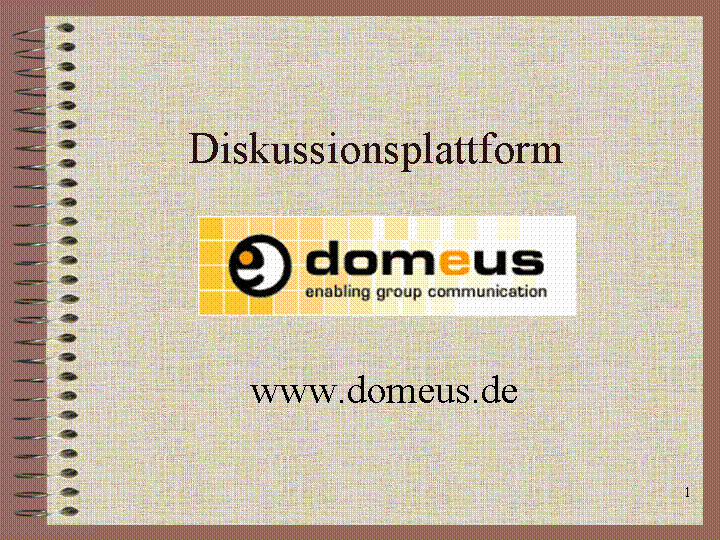 Diskussionsplattform
domeus
enabling group communication
www.domeus.de
1